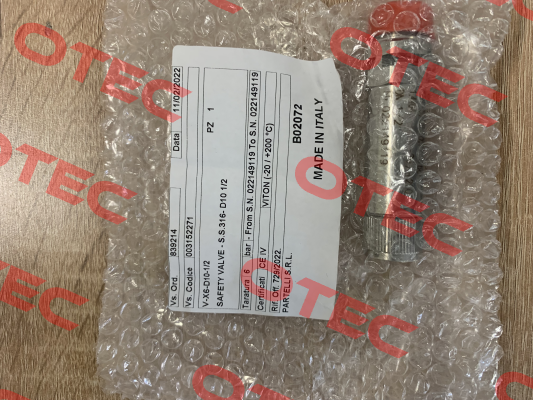 Vs. Ord. 839214 Data 11/02/2022
Vs. Codice 003152271
V-X6-D10-1/2 PZ 1
SAFETY VALVE - S.S.316- D10 1/2
Taratura 6 bar - From S.N. 022149119 To S.N. 022149119
Certificati CE IV VITON (-20 / +200 °C)
Rif. Off. 729/2022
PARTELLI S.R.L. B02072
MADE IN ITALY
OTEC
OTEC
OTEC
OTEC
OTEC
OTEC